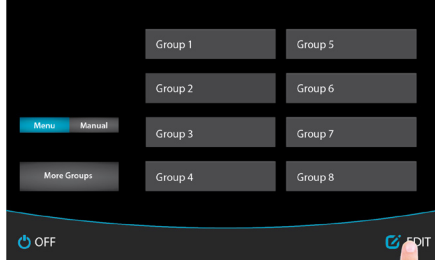 Group 1 Group 5
Group 2 Group 6
Menu Manual
Group 3 Group 7
More Groups
Group 4 Group 8
OFF
EDIT